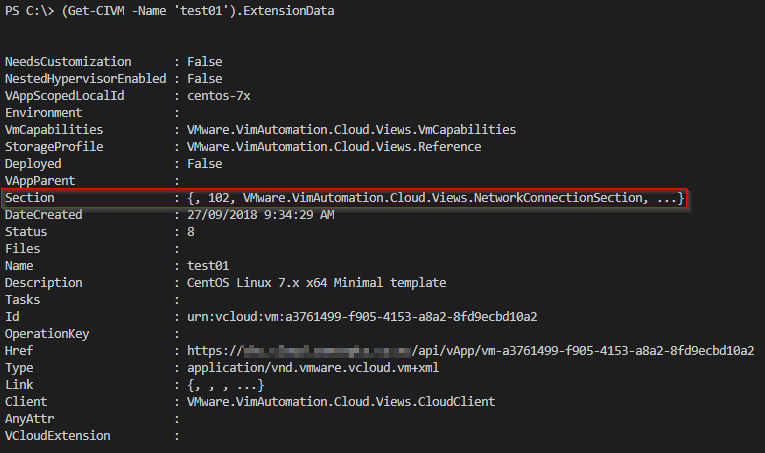 PS C:\> (Get-CIVM -Name 'test01').ExtensionData
NeedsCustomization : False
NestedHypervisorEnabled : False
VAppScopedLocalId : centos-7x
Environment :
VmCapabilities : VMware.VimAutomation.Cloud.Views.VmCapabilities
StorageProfile : VMware.VimAutomation.Cloud.Views.Reference
Deployed : False
VAppParent :
Section : {, 102, VMware.VimAutomation.Cloud.Views.NetworkConnectionSection, ...}
DateCreated : 27/09/2018 9:34:29 AM
Status : 8
Files :
Name : test01
Description : CentOS Linux 7.x x64 Minimal template
Tasks :
Id : urn:vcloud:vm:a3761499-f905-4153-a8a2-8fd9ecbd10a2
OperationKey :
Href : https:///api/vApp/vm-a3761499-f905-4153-a8a2-8fd9ecbd10a2
Type : application/vnd.vmware.vcloud.vm+xml
Link : {, , , ...}
Client : VMware.VimAutomation.Cloud.Views.CloudClient
AnyAttr :
VCloudExtension :